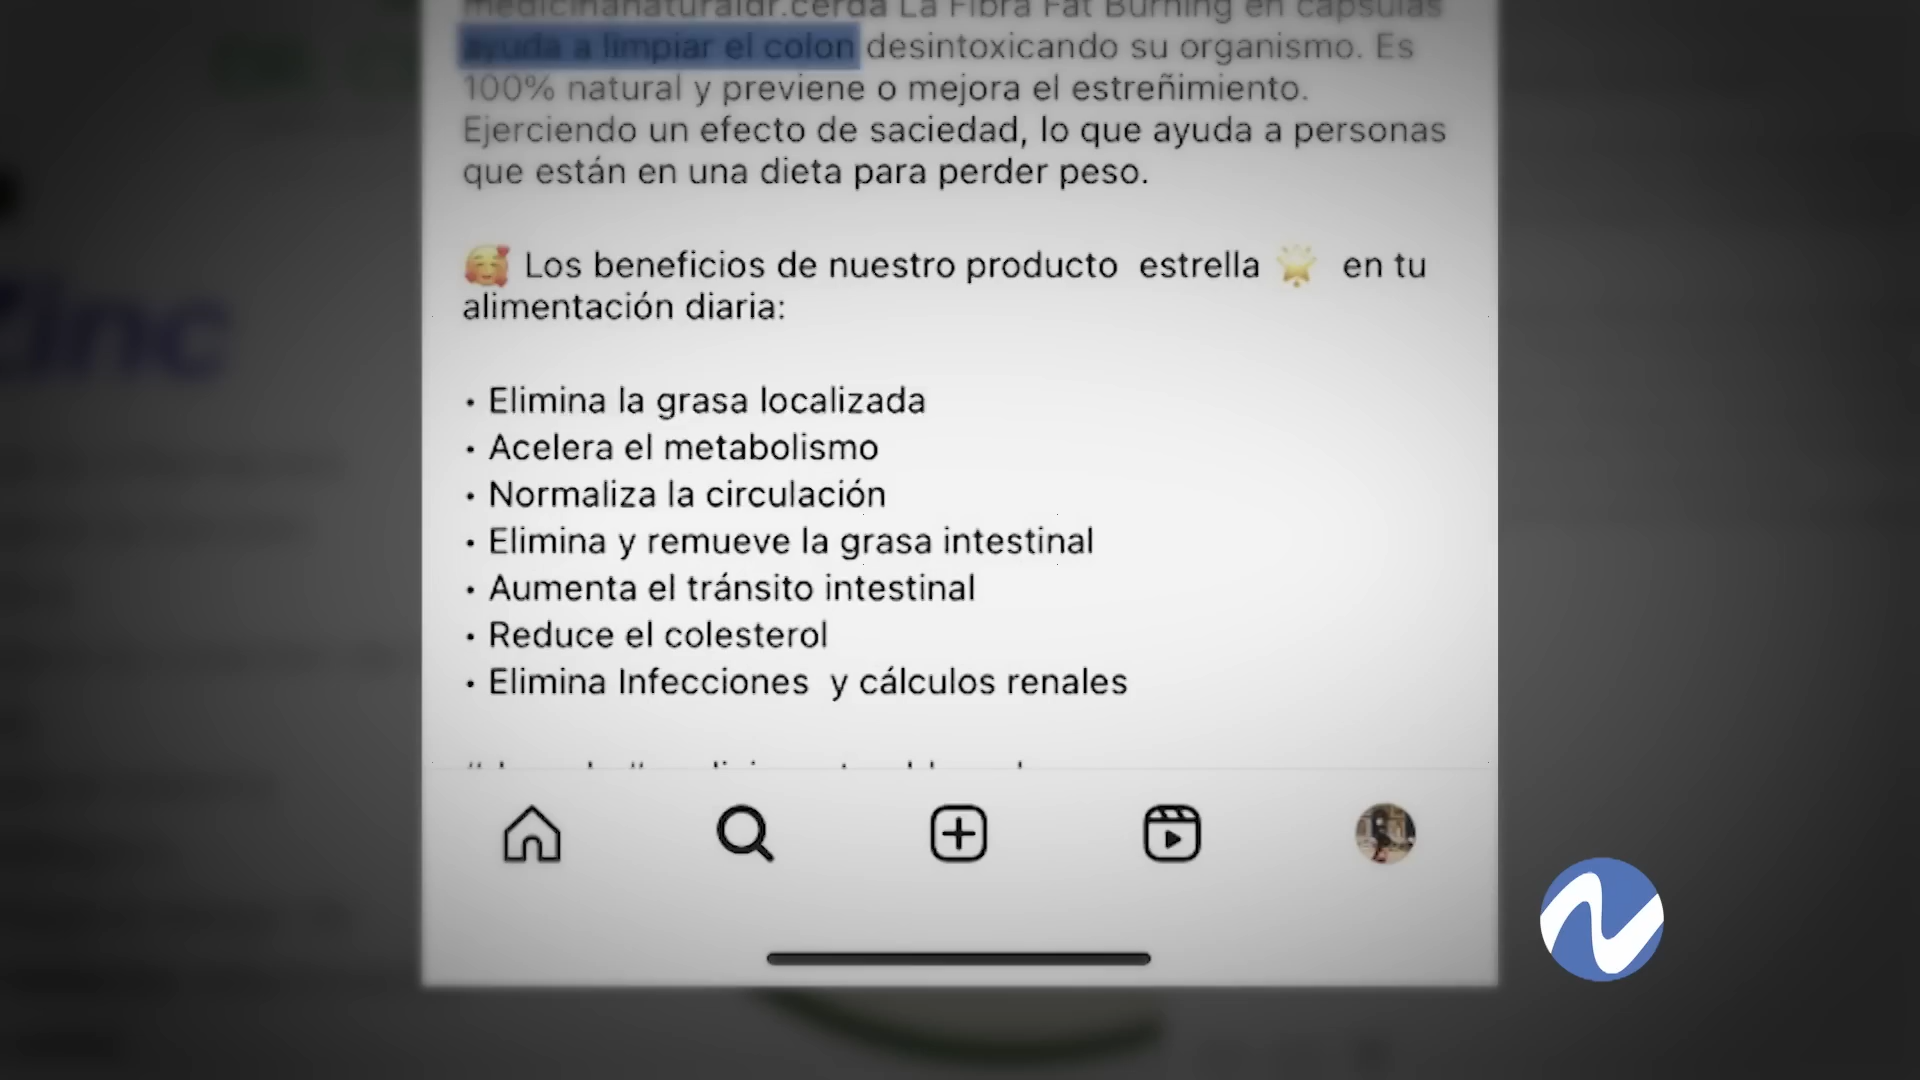 medicinanaturaldr.cerda La Fibra Fat Burning en cápsulas
ayuda a limpiar el colon desintoxicando su organismo. Es
100% natural y previene o mejora el estreñimiento.
Ejerciendo un efecto de saciedad, lo que ayuda a personas
que están en una dieta para perder peso.
🥰 Los beneficios de nuestro producto estrella 🌟 en tu
alimentación diaria:
• Elimina la grasa localizada
• Acelera el metabolismo
• Normaliza la circulación
• Elimina y remueve la grasa intestinal
• Aumenta el tránsito intestinal
• Reduce el colesterol
• Elimina Infecciones y cálculos renales
Zinc